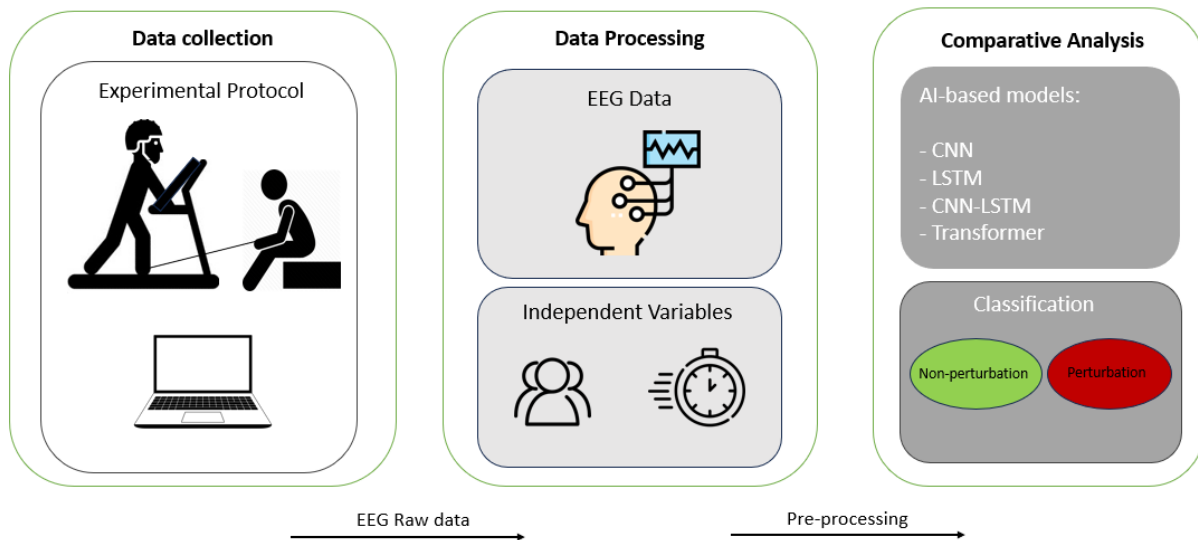 Data collection
Experimental Protocol
Data Processing
EEG Data
Independent Variables
Comparative Analysis
AI-based models:
- CNN
- LSTM
- CNN-LSTM
- Transformer
Classification
Non-perturbation
Perturbation
EEG Raw data
Pre-processing